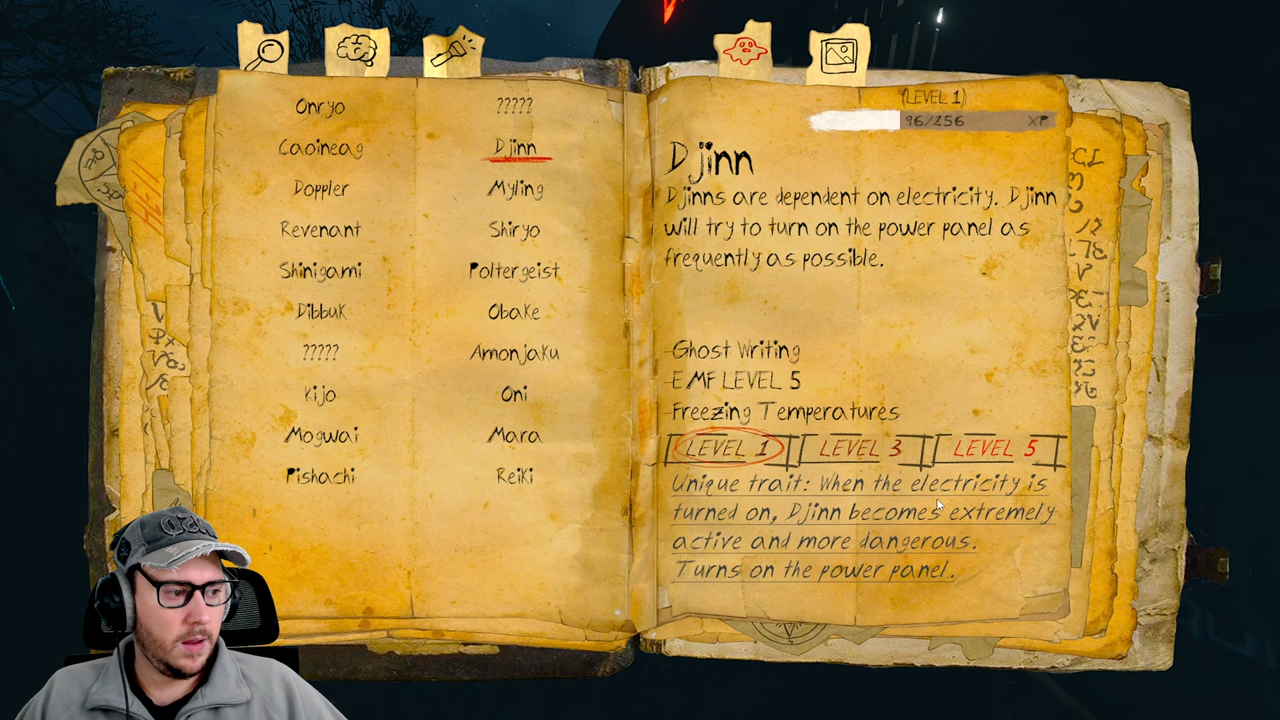 Onryo
Caoineag
Doppler
Revenant
Shinigami
Dibbuk
?????
Kijo
Mogwai
Pishachi
?????
Djinn
Myling
Shiryo
Poltergeist
Obake
Amonjaku
Oni
Mara
Reiki
(LEVEL 1)
96/256 XP
Djinn
Djinns are dependent on electricity. Djinn
will try to turn on the power panel as
frequently as possible.
-Ghost Writing
-EMF LEVEL 5
-Freezing Temperatures
LEVEL 1 LEVEL 3 LEVEL 5
Unique trait: When the electricity is
turned on, Djinn becomes extremely
active and more dangerous.
Turns on the power panel.